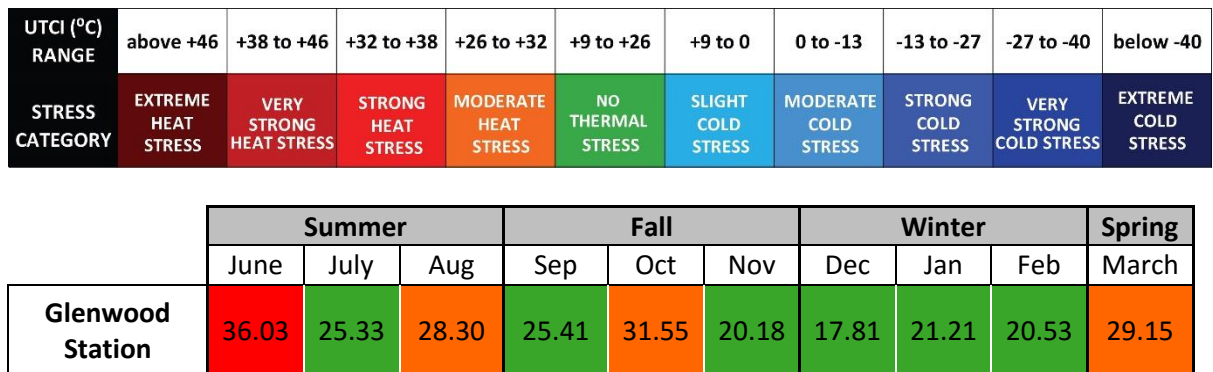 UTCI (°C) RANGE above +46 +38 to +46 +32 to +38 +26 to +32 +9 to +26 +9 to 0 0 to -13 -13 to -27 -27 to -40 below -40
STRESS CATEGORY EXTREME HEAT STRESS VERY STRONG HEAT STRESS STRONG HEAT STRESS MODERATE HEAT STRESS NO THERMAL STRESS SLIGHT COLD STRESS MODERATE COLD STRESS STRONG COLD STRESS VERY STRONG COLD STRESS EXTREME COLD STRESS
Summer Fall Winter Spring
June July Aug Sep Oct Nov Dec Jan Feb March
Glenwood Station 36.03 25.33 28.30 25.41 31.55 20.18 17.81 21.21 20.53 29.15